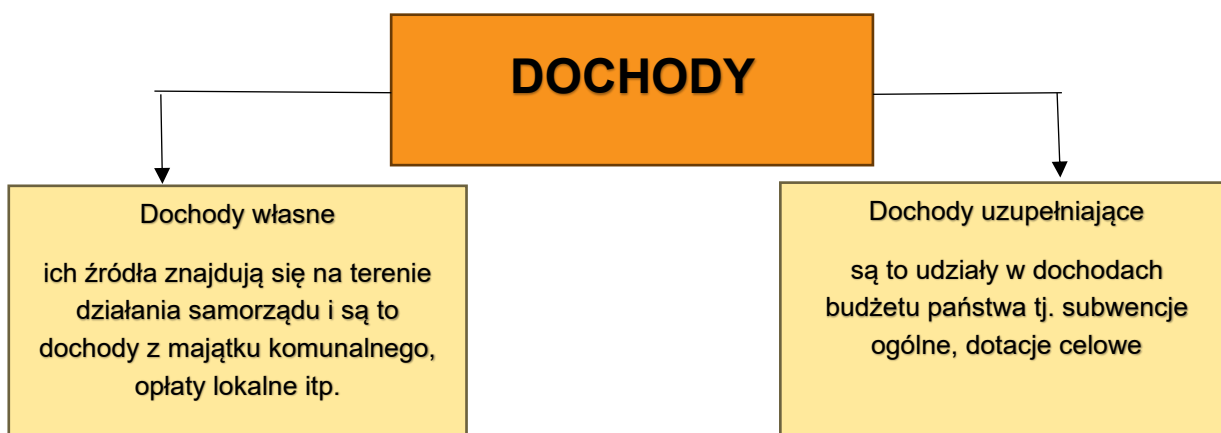 DOCHODY
Dochody własne
ich źródła znajdują się na terenie
działania samorządu i są to
dochody z majątku komunalnego,
opłaty lokalne itp.
Dochody uzupełniające
są to udziały w dochodach
budżetu państwa tj. subwencje
ogólne, dotacje celowe